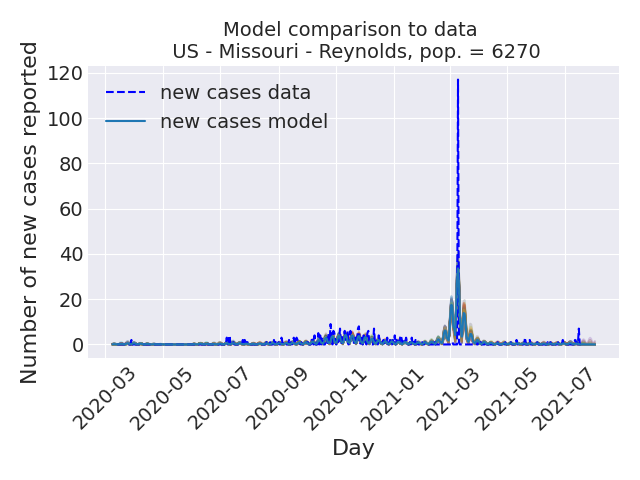 Model comparison to data
US - Missouri - Reynolds, pop. = 6270
Number of new cases reported
120
100
80
60
40
20
0
new cases data
new cases model
2020-03
2020-05
2020-07
2020-09
2020-11
2021-01
2021-03
2021-05
2021-07
Day